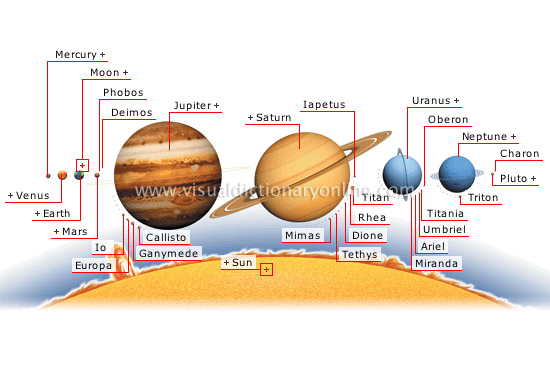 Mercury +
Moon +
Phobos
Deimos
Jupiter +
+ Saturn
Iapetus
Uranus +
Oberon
Neptune +
Charon
Pluto +
+ Venus
+ Earth
+ Mars
Io
Europa
Callisto
Ganymede
+ Sun
Mimas
Tethys
Dione
Rhea
Titan
Titania
Umbriel
Ariel
Miranda
Triton
www.visualdictionaryonline.com